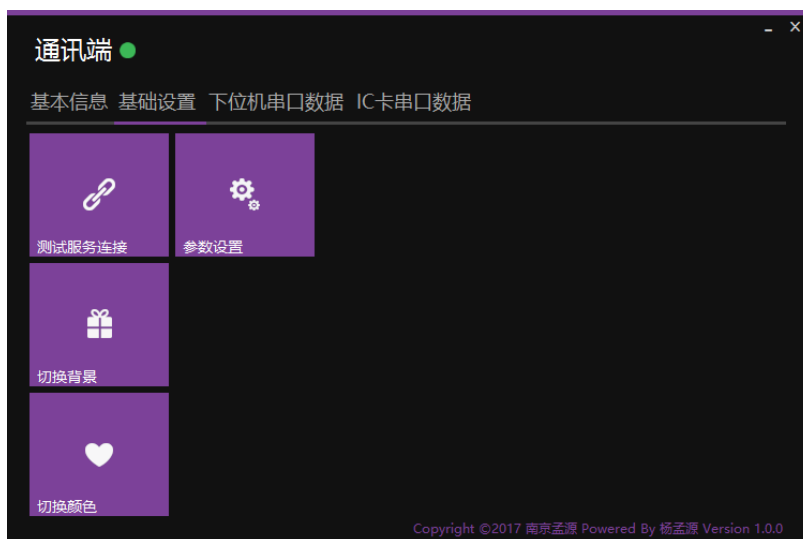 通讯端
基本信息 基础设置 下位机串口数据 IC卡串口数据
测试服务连接 参数设置
切换背景
切换颜色
Copyright ©2017 南京孟源 Powered By 杨孟源 Version 1.0.0